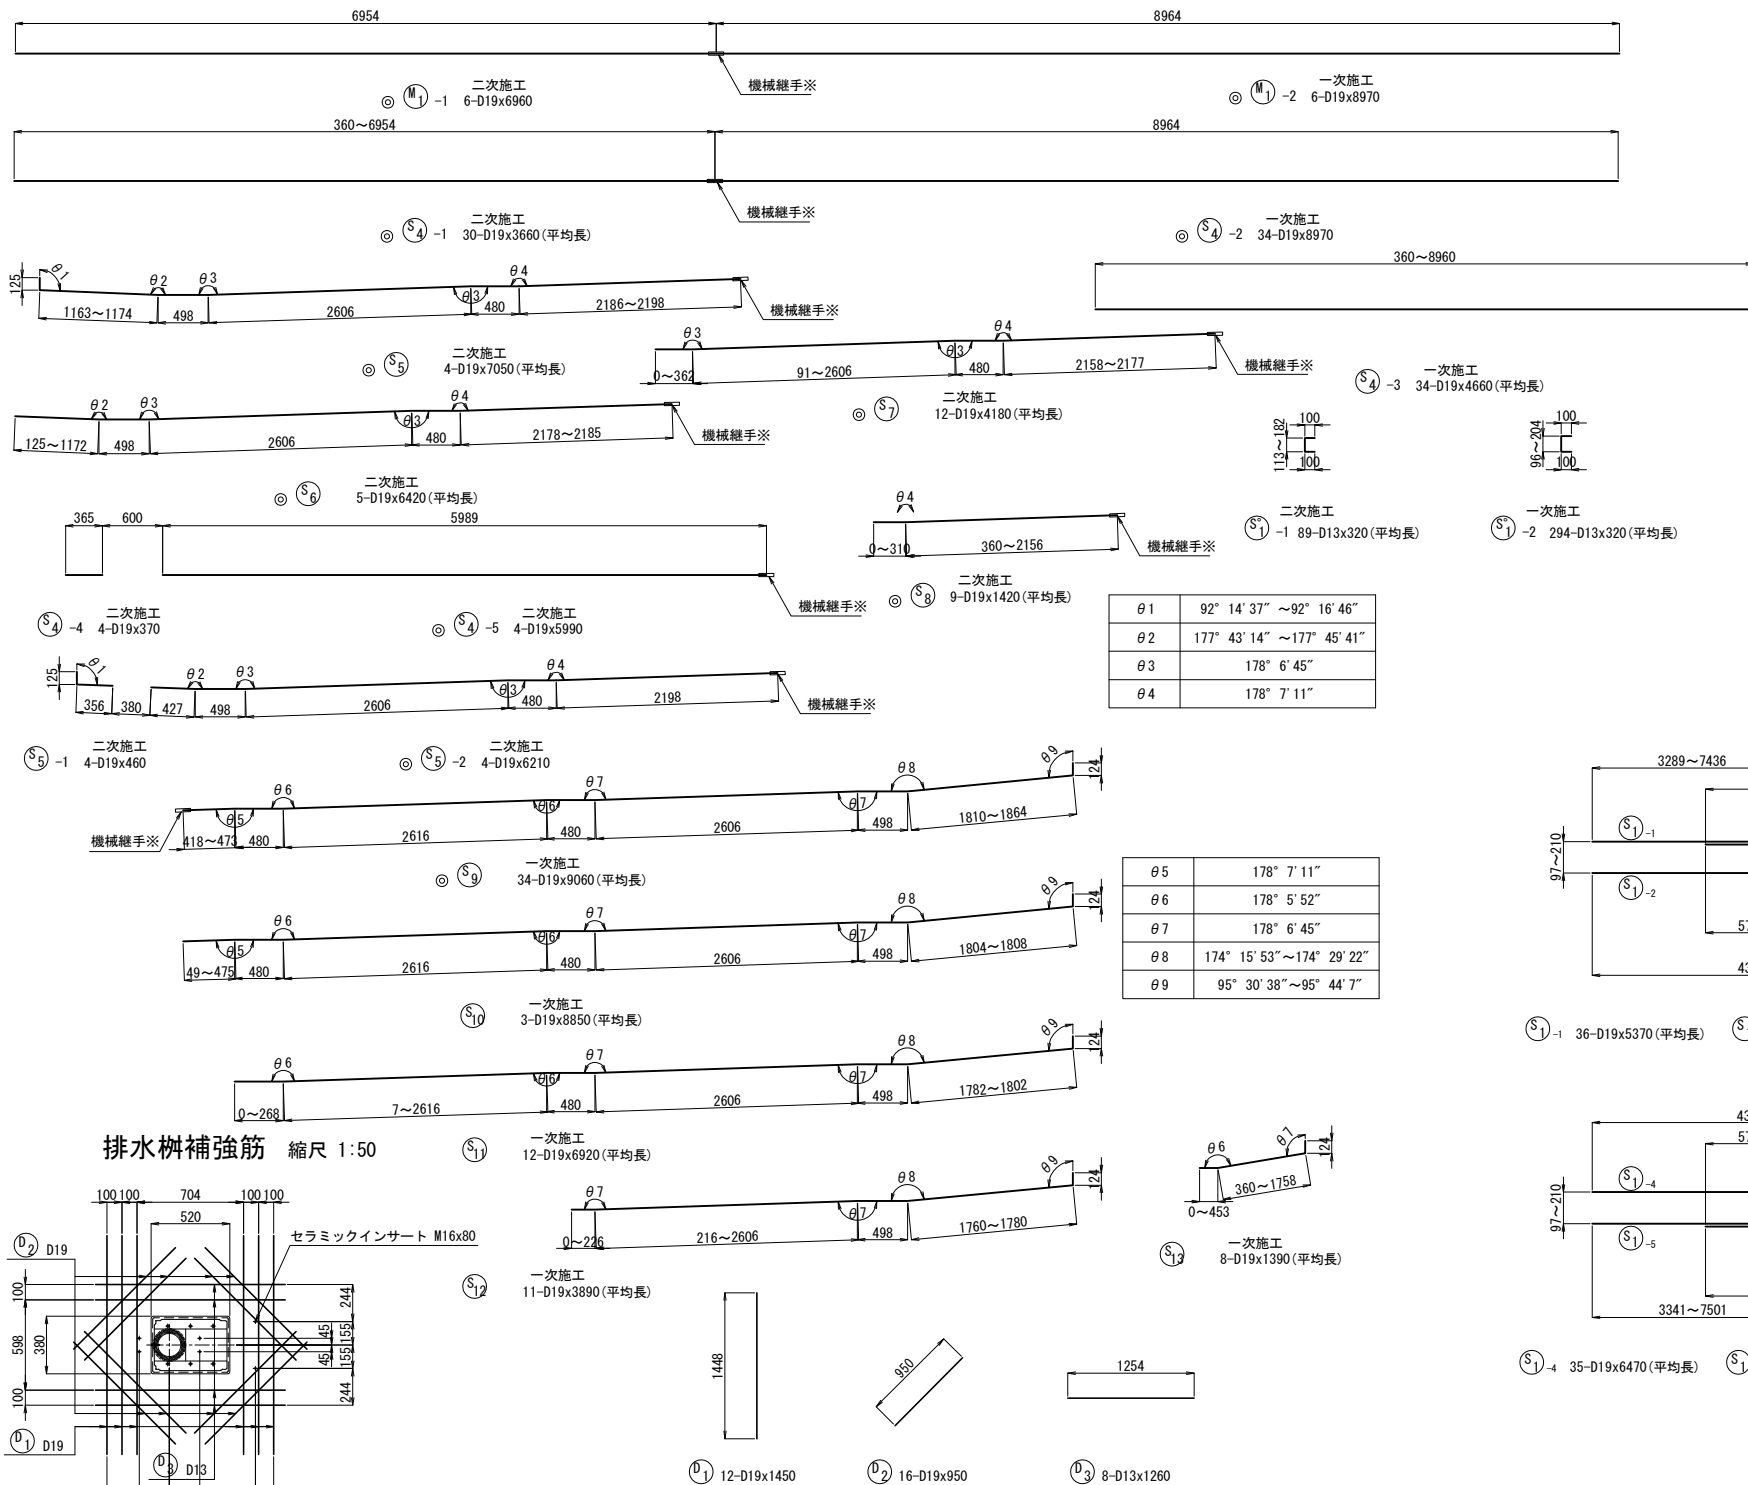 6954
8964
機械継手※
二次施工
◎ M1 -1 6-D19x6960
一次施工
◎ M1 -2 6-D19x8970
360～6954
8964
機械継手※
二次施工
◎ S4 -1 30-D19x3660(平均長)
一次施工
◎ S4 -2 34-D19x8970
125
θ1
θ2
θ3
θ3
θ4
1163～1174
498
2606
480
2186～2198
機械継手※
二次施工
◎ S5 4-D19x7050(平均長)
360～8960
一次施工
S4 -3 34-D19x4660(平均長)
θ3
θ3
θ4
0～362
91～2606
480
2158～2177
機械継手※
二次施工
◎ S7 12-D19x4180(平均長)
θ2
θ3
θ3
θ4
125～1172
498
2606
480
2178～2185
機械継手※
二次施工
◎ S6 5-D19x6420(平均長)
100
113～182
100
二次施工
-1 89-D13x320(平均長)
100
96～204
100
一次施工
-2 294-D13x320(平均長)
365
600
5989
機械継手※
二次施工
S4 -4 4-D19x370
二次施工
◎ S4 -5 4-D19x5990
θ4
0～310
360～2156
機械継手※
二次施工
◎ S8 9-D19x1420(平均長)
θ1 92°14'37″～92°16'46″
θ2 177°43'14″～177°45'41″
θ3 178°6'45″
θ4 178°7'11″
125
θ1
θ2
θ3
θ3
θ4
356
380
427
498
2606
480
2198
機械継手※
二次施工
S5 -1 4-D19x460
二次施工
◎ S5 -2 4-D19x6210
θ5
θ6
θ6
θ7
θ7
θ8
θ9
124
機械継手※
418～473
480
2616
480
2606
498
1810～1864
一次施工
◎ S9 34-D19x9060(平均長)
θ5 178°7'11″
θ6 178°5'52″
θ7 178°6'45″
θ8 174°15'53″～174°29'22″
θ9 95°30'38″～95°44'7″
θ5
θ6
θ6
θ7
θ7
θ8
θ9
124
49～475
480
2616
480
2606
498
1804～1808
一次施工
S10 3-D19x8850(平均長)
θ6
θ6
θ7
θ7
θ8
θ9
124
0～268
7～2616
480
2606
498
1782～1802
一次施工
S11 12-D19x6920(平均長)
θ7
θ7
θ8
θ9
124
0～226
216～2606
498
1760～1780
一次施工
S12 11-D19x3890(平均長)
θ6
θ7
124
0～453
360～1758
一次施工
S13 8-D19x1390(平均長)
3289～7436
S1 -1
97～210
S1 -2
57
43
S1 -1 36-D19x5370(平均長)
43
57
S1 -4
97～210
S1 -5
3341～7501
S1 -4 35-D19x6470(平均長)
排水桝補強筋 縮尺 1:50
100 100 704 100 100
520
D2 D19
セラミックインサート M16x80
100
598
380
100
244
45
155
45
155
244
D1 D19
D3 D13
1448
D1 12-D19x1450
950
D2 16-D19x950
1254
D3 8-D13x1260